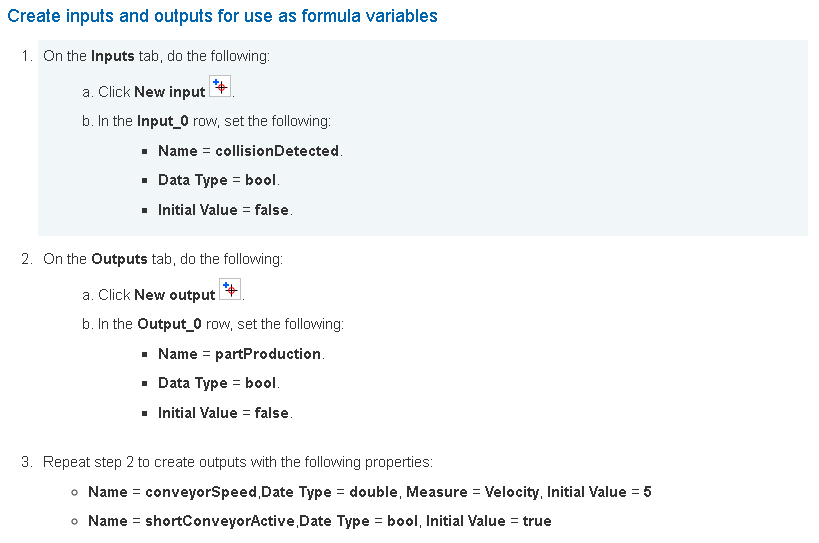 Create inputs and outputs for use as formula variables
1. On the Inputs tab, do the following:
a. Click New input .
b. In the Input_0 row, set the following:
▪ Name = collisionDetected.
▪ Data Type = bool.
▪ Initial Value = false.
2. On the Outputs tab, do the following:
a. Click New output .
b. In the Output_0 row, set the following:
▪ Name = partProduction.
▪ Data Type = bool.
▪ Initial Value = false.
3. Repeat step 2 to create outputs with the following properties:
○ Name = conveyorSpeed,Date Type = double, Measure = Velocity, Initial Value = 5
○ Name = shortConveyorActive,Date Type = bool, Initial Value = true